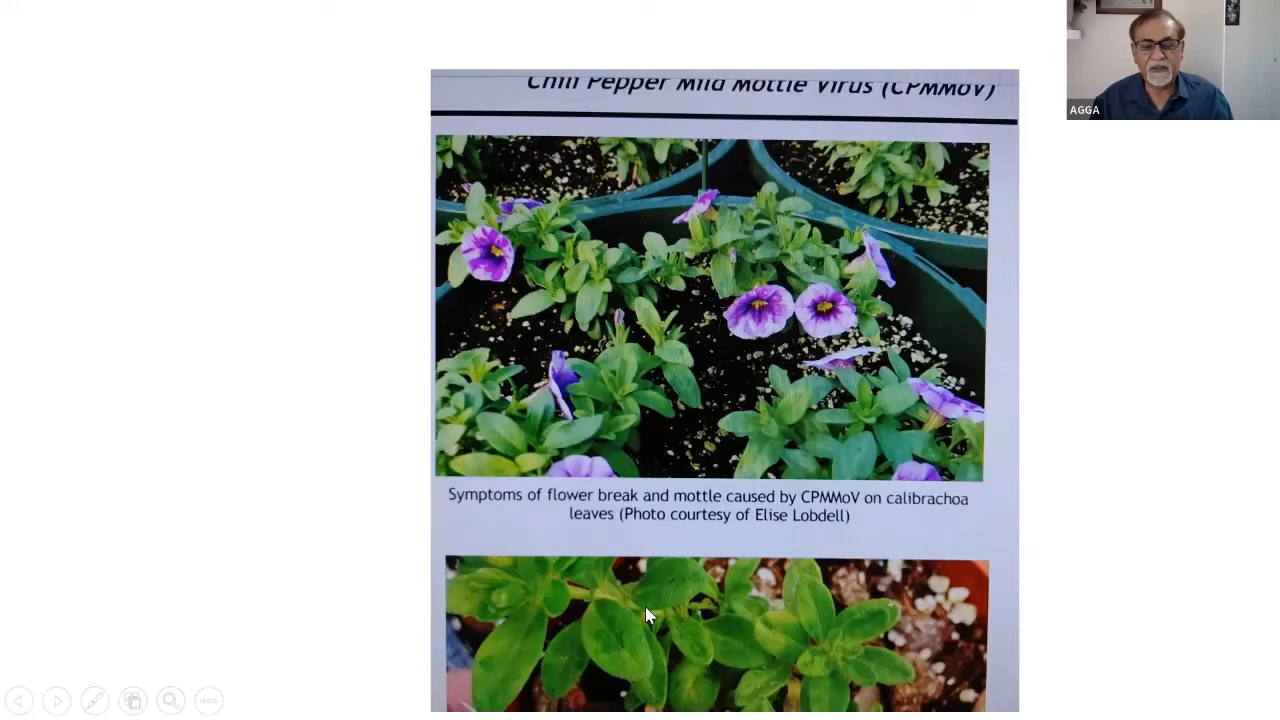 Chili Pepper Mild Mottle Virus (CPMMoV)
AGGA
Symptoms of flower break and mottle caused by CPMMoV on calibrachoa
leaves (Photo courtesy of Elise Lobdell)